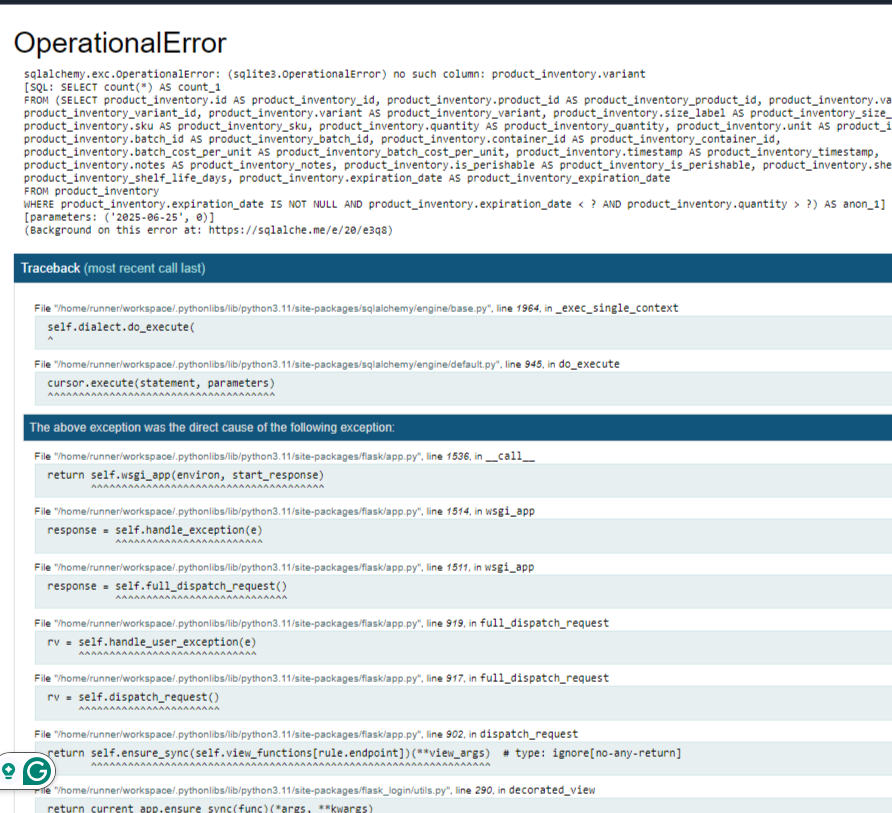 OperationalError
sqlalchemy.exc.OperationalError: (sqlite3.OperationalError) no such column: product_inventory.variant
[SQL: SELECT count(*) AS count_1
FROM (SELECT product_inventory.id AS product_inventory_id, product_inventory.product_id AS product_inventory_product_id, product_inventory.va
product_inventory_variant_id, product_inventory.variant AS product_inventory_variant, product_inventory.size_label AS product_inventory_size_
product_inventory.sku AS product_inventory_sku, product_inventory.quantity AS product_inventory_quantity, product_inventory.unit AS product_i
product_inventory.batch_id AS product_inventory_batch_id, product_inventory.container_id AS product_inventory_container_id,
product_inventory.batch_cost_per_unit AS product_inventory_batch_cost_per_unit, product_inventory.timestamp AS product_inventory_timestamp,
product_inventory.notes AS product_inventory_notes, product_inventory.is_perishable AS product_inventory_is_perishable, product_inventory.she
product_inventory_shelf_life_days, product_inventory.expiration_date AS product_inventory_expiration_date
FROM product_inventory
WHERE product_inventory.expiration_date IS NOT NULL AND product_inventory.expiration_date < ? AND product_inventory.quantity > ?) AS anon_1]
[parameters: ('2025-06-25', 0)]
(Background on this error at: https://sqlalche.me/e/20/e3q8)
Traceback (most recent call last)
File "/home/runner/workspace/.pythonlibs/lib/python3.11/site-packages/sqlalchemy/engine/base.py", line 1964, in _exec_single_context
self.dialect.do_execute(
^
File "/home/runner/workspace/.pythonlibs/lib/python3.11/site-packages/sqlalchemy/engine/default.py", line 945, in do_execute
cursor.execute(statement, parameters)
^^^^^^^^^^^^^^^^^^^^^^^^^^^^^^^^^^^^^
The above exception was the direct cause of the following exception:
File "/home/runner/workspace/.pythonlibs/lib/python3.11/site-packages/flask/app.py", line 1536, in __call__
return self.wsgi_app(environ, start_response)
^^^^^^^^^^^^^^^^^^^^^^^^^^^^^^^^^^^^^^
File "/home/runner/workspace/.pythonlibs/lib/python3.11/site-packages/flask/app.py", line 1514, in wsgi_app
response = self.handle_exception(e)
^^^^^^^^^^^^^^^^^^^^^^^^
File "/home/runner/workspace/.pythonlibs/lib/python3.11/site-packages/flask/app.py", line 1511, in wsgi_app
response = self.full_dispatch_request()
^^^^^^^^^^^^^^^^^^^^^^^^^^^^
File "/home/runner/workspace/.pythonlibs/lib/python3.11/site-packages/flask/app.py", line 919, in full_dispatch_request
rv = self.handle_user_exception(e)
^^^^^^^^^^^^^^^^^^^^^^^^^^^^^
File "/home/runner/workspace/.pythonlibs/lib/python3.11/site-packages/flask/app.py", line 917, in full_dispatch_request
rv = self.dispatch_request()
^^^^^^^^^^^^^^^^^^^^^^^
File "/home/runner/workspace/.pythonlibs/lib/python3.11/site-packages/flask/app.py", line 902, in dispatch_request
return self.ensure_sync(self.view_functions[rule.endpoint])(**view_args)  # type: ignore[no-any-return]
^^^^^^^^^^^^^^^^^^^^^^^^^^^^^^^^^^^^^^^^^^^^^^^^^^^^^^^^^^^^^^^^^
File "/home/runner/workspace/.pythonlibs/lib/python3.11/site-packages/flask_login/utils.py", line 290, in decorated_view
return current_app.ensure_sync(func)(*args, **kwargs)